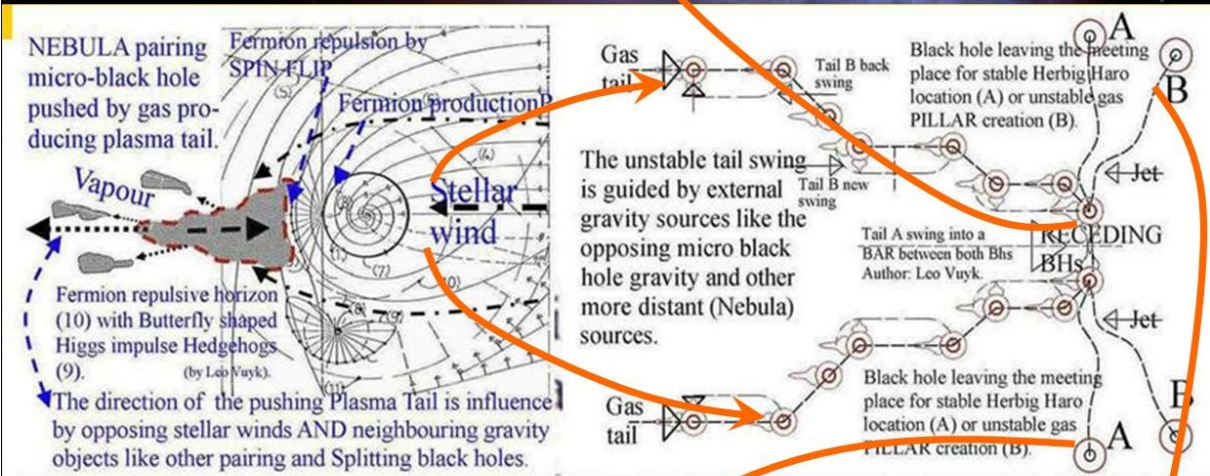 NEBULA pairing
micro-black hole
pushed by gas pro-
ducing plasma tail.
Fermion repulsion by
SPIN FLIP
(5)
Fermion production
Vapour
(4)
Stellar
wind
(8)
(1)
(7)
(10)
Fermion repulsive horizon
(10) with Butterfly shaped
Higgs impulse Hedgehogs
(9).
(by Leo Vuyk).
(11)
The direction of the pushing Plasma Tail is influence
by opposing stellar winds AND neighbouring gravity
objects like other pairing and Splitting black holes.
Gas
tail
Tail B back
swing
The unstable tail swing
is guided by external
gravity sources like the
opposing micro black
hole gravity and other
more distant (Nebula)
sources.
Tail B new
swing
Black hole leaving the meeting
place for stable Herbig Haro
location (A) or unstable gas
PILLAR creation (B).
A
B
Jet
Tail A swing into a
BAR between both Bhs
Author: Leo Vuyk.
RECEDING
BHs
Jet
Gas
tail
Black hole leaving the meeting
place for stable Herbig Haro
location (A) or unstable gas
PILLAR creation (B).
A
B